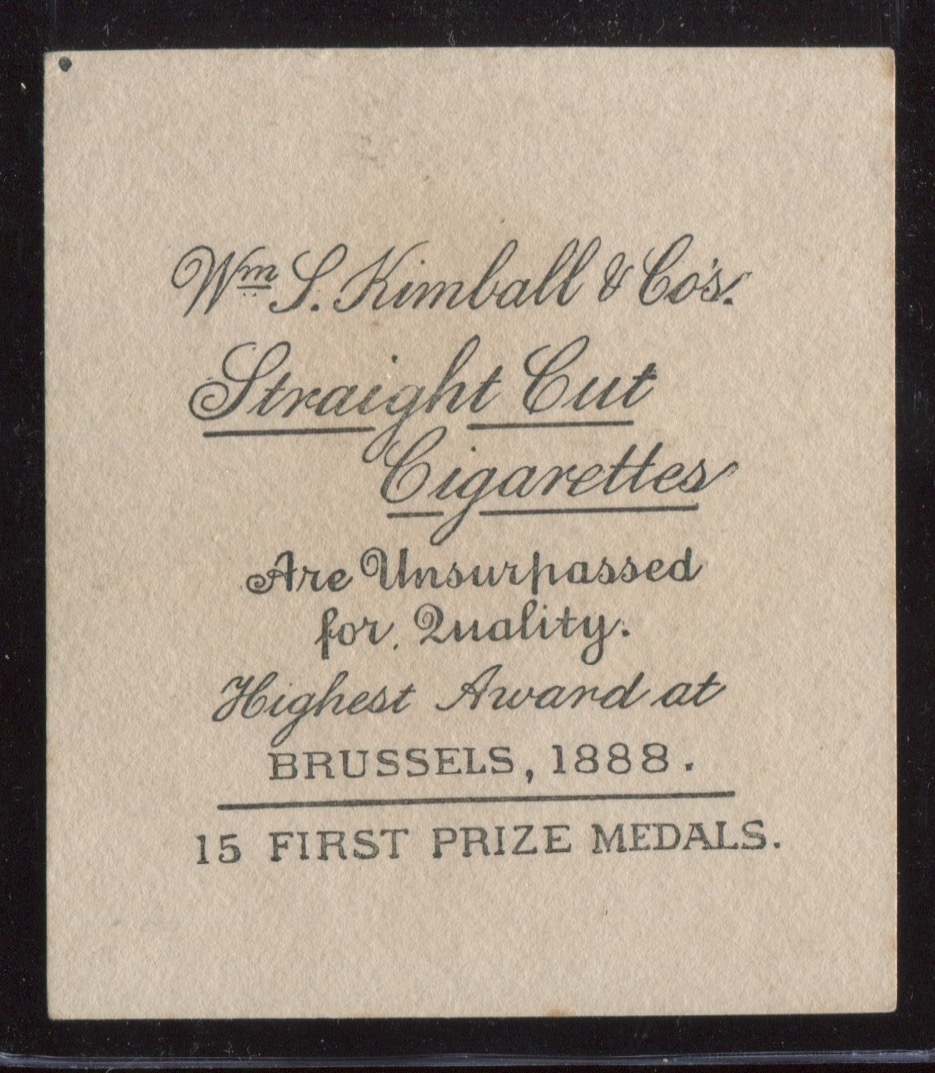 Wm S. Kimball & Co's.
Straight Cut
Cigarettes
Are Unsurpassed
for Quality.
Highest Award at
BRUSSELS, 1888.
15 FIRST PRIZE MEDALS.